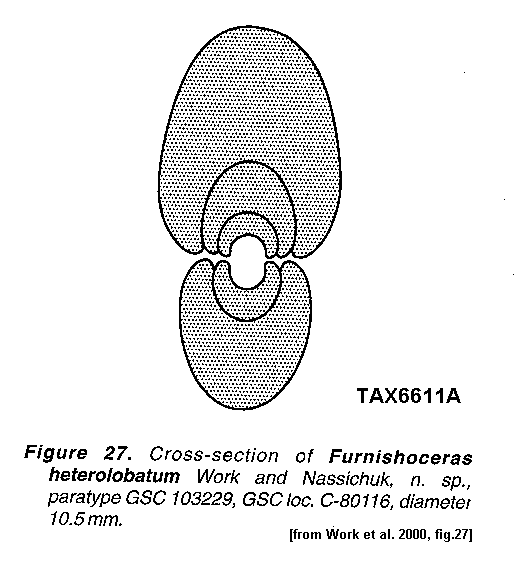 TAX6611A
Figure 27. Cross-section of Furnishoceras
heterolobatum Work and Nassichuk, n. sp.,
paratype GSC 103229, GSC loc. C-80116, diameter
10.5 mm.
[from Work et al. 2000, fig.27]